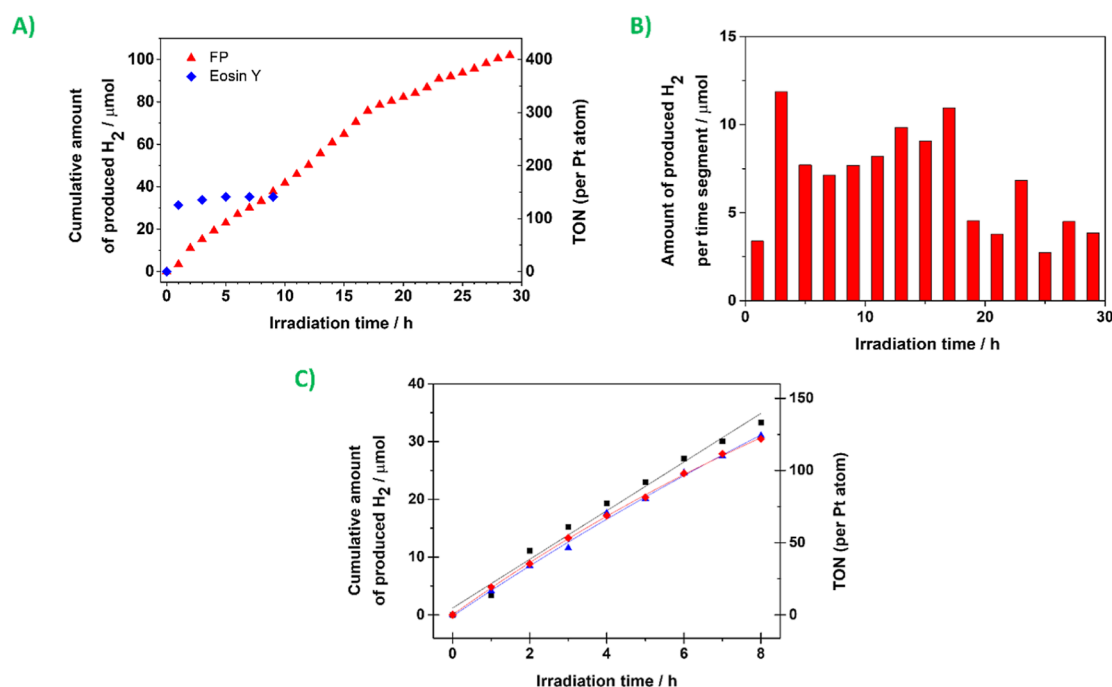 A)
Cumulative amount
of produced H2 / μmol
100
80
60
40
20
0
FP
Eosin Y
400
300
200
100
0
TON (per Pt atom)
0
5
10
15
20
25
30
Irradiation time / h
B)
Amount of produced H2
per time segment / μmol
15
10
5
0
0
10
20
30
Irradiation time / h
C)
Cumulative amount
of produced H2 / μmol
40
30
20
10
0
150
100
50
0
TON (per Pt atom)
0
2
4
6
8
Irradiation time / h